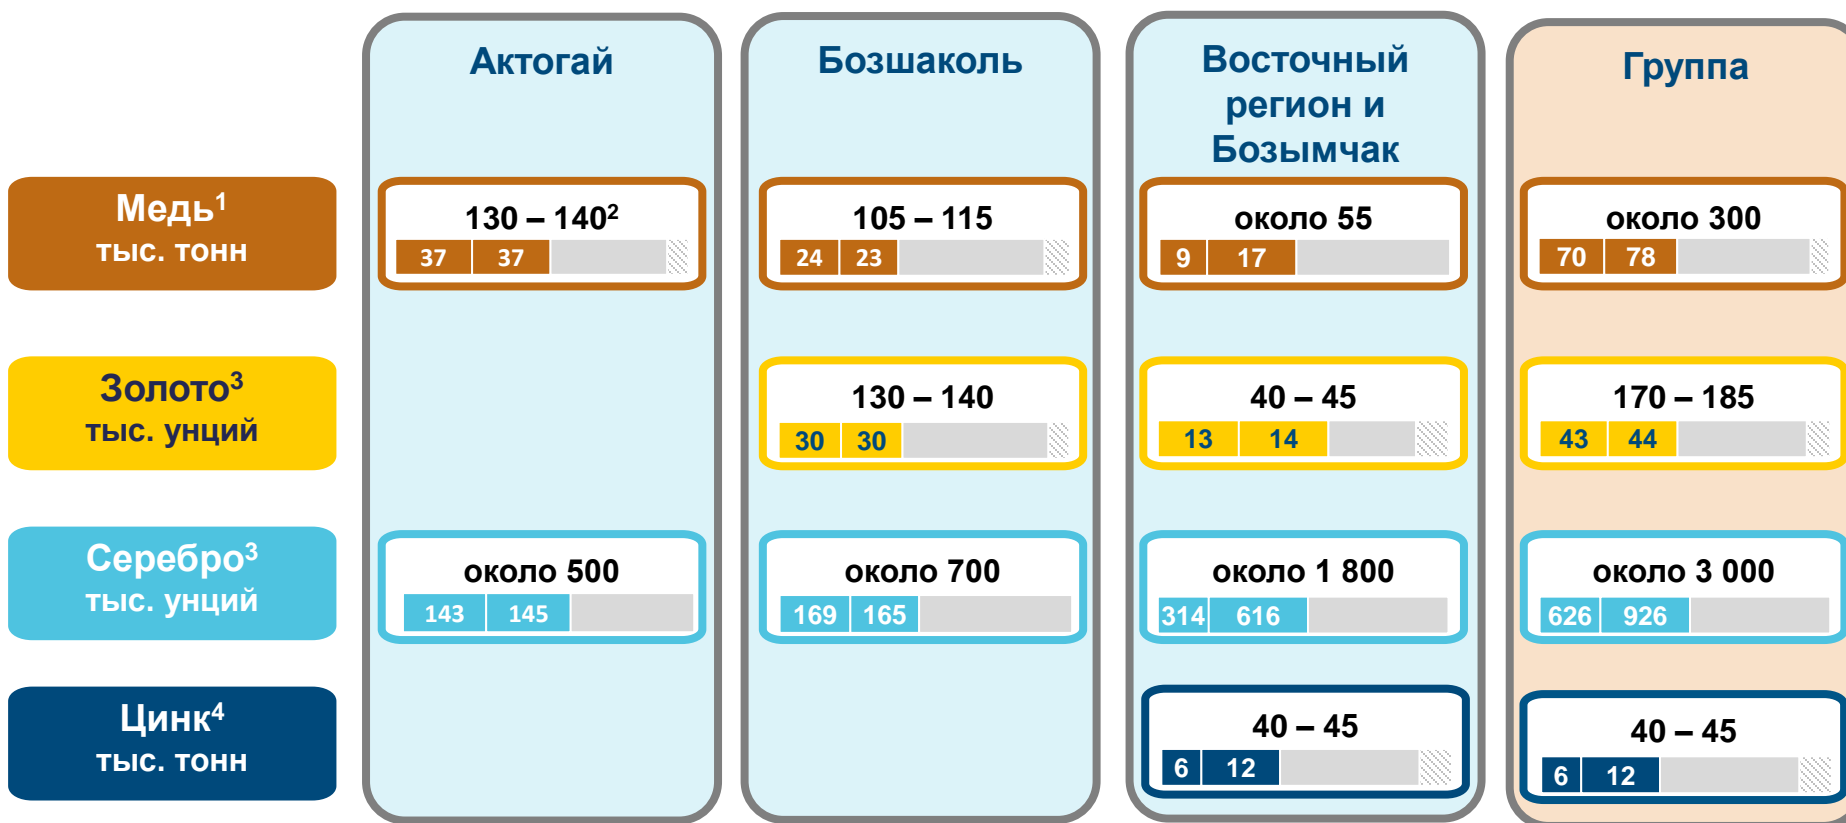 Актогай
Бозшаколь
Восточный
регион и
Бозымчак
Группа
Медь¹
тыс. тонн
130 – 140²
37 37
105 – 115
24 23
около 55
9 17
около 300
70 78
Золото³
тыс. унций
130 – 140
30 30
40 – 45
13 14
170 – 185
43 44
Серебро³
тыс. унций
около 500
143 145
около 700
169 165
около 1 800
314 616
около 3 000
626 926
Цинк⁴
тыс. тонн
40 – 45
6 12
40 – 45
6 12